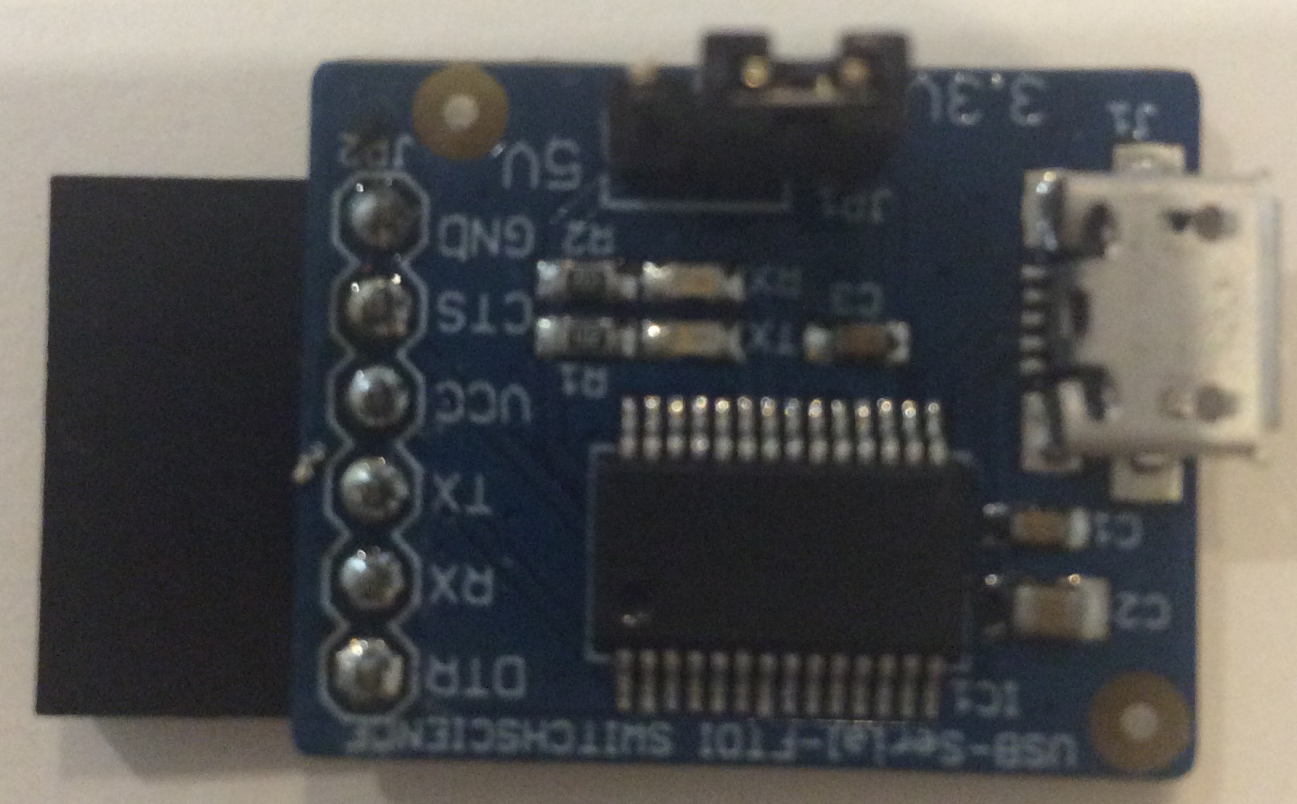 USB-Serial-FTDI SWITCHSCIENCE
IC1
DTR
C2
RX
C1
TX
VCC
R1
TX
CTS
C3
RX
R2
GND
JP1
5V
JP2
J1
3.3V